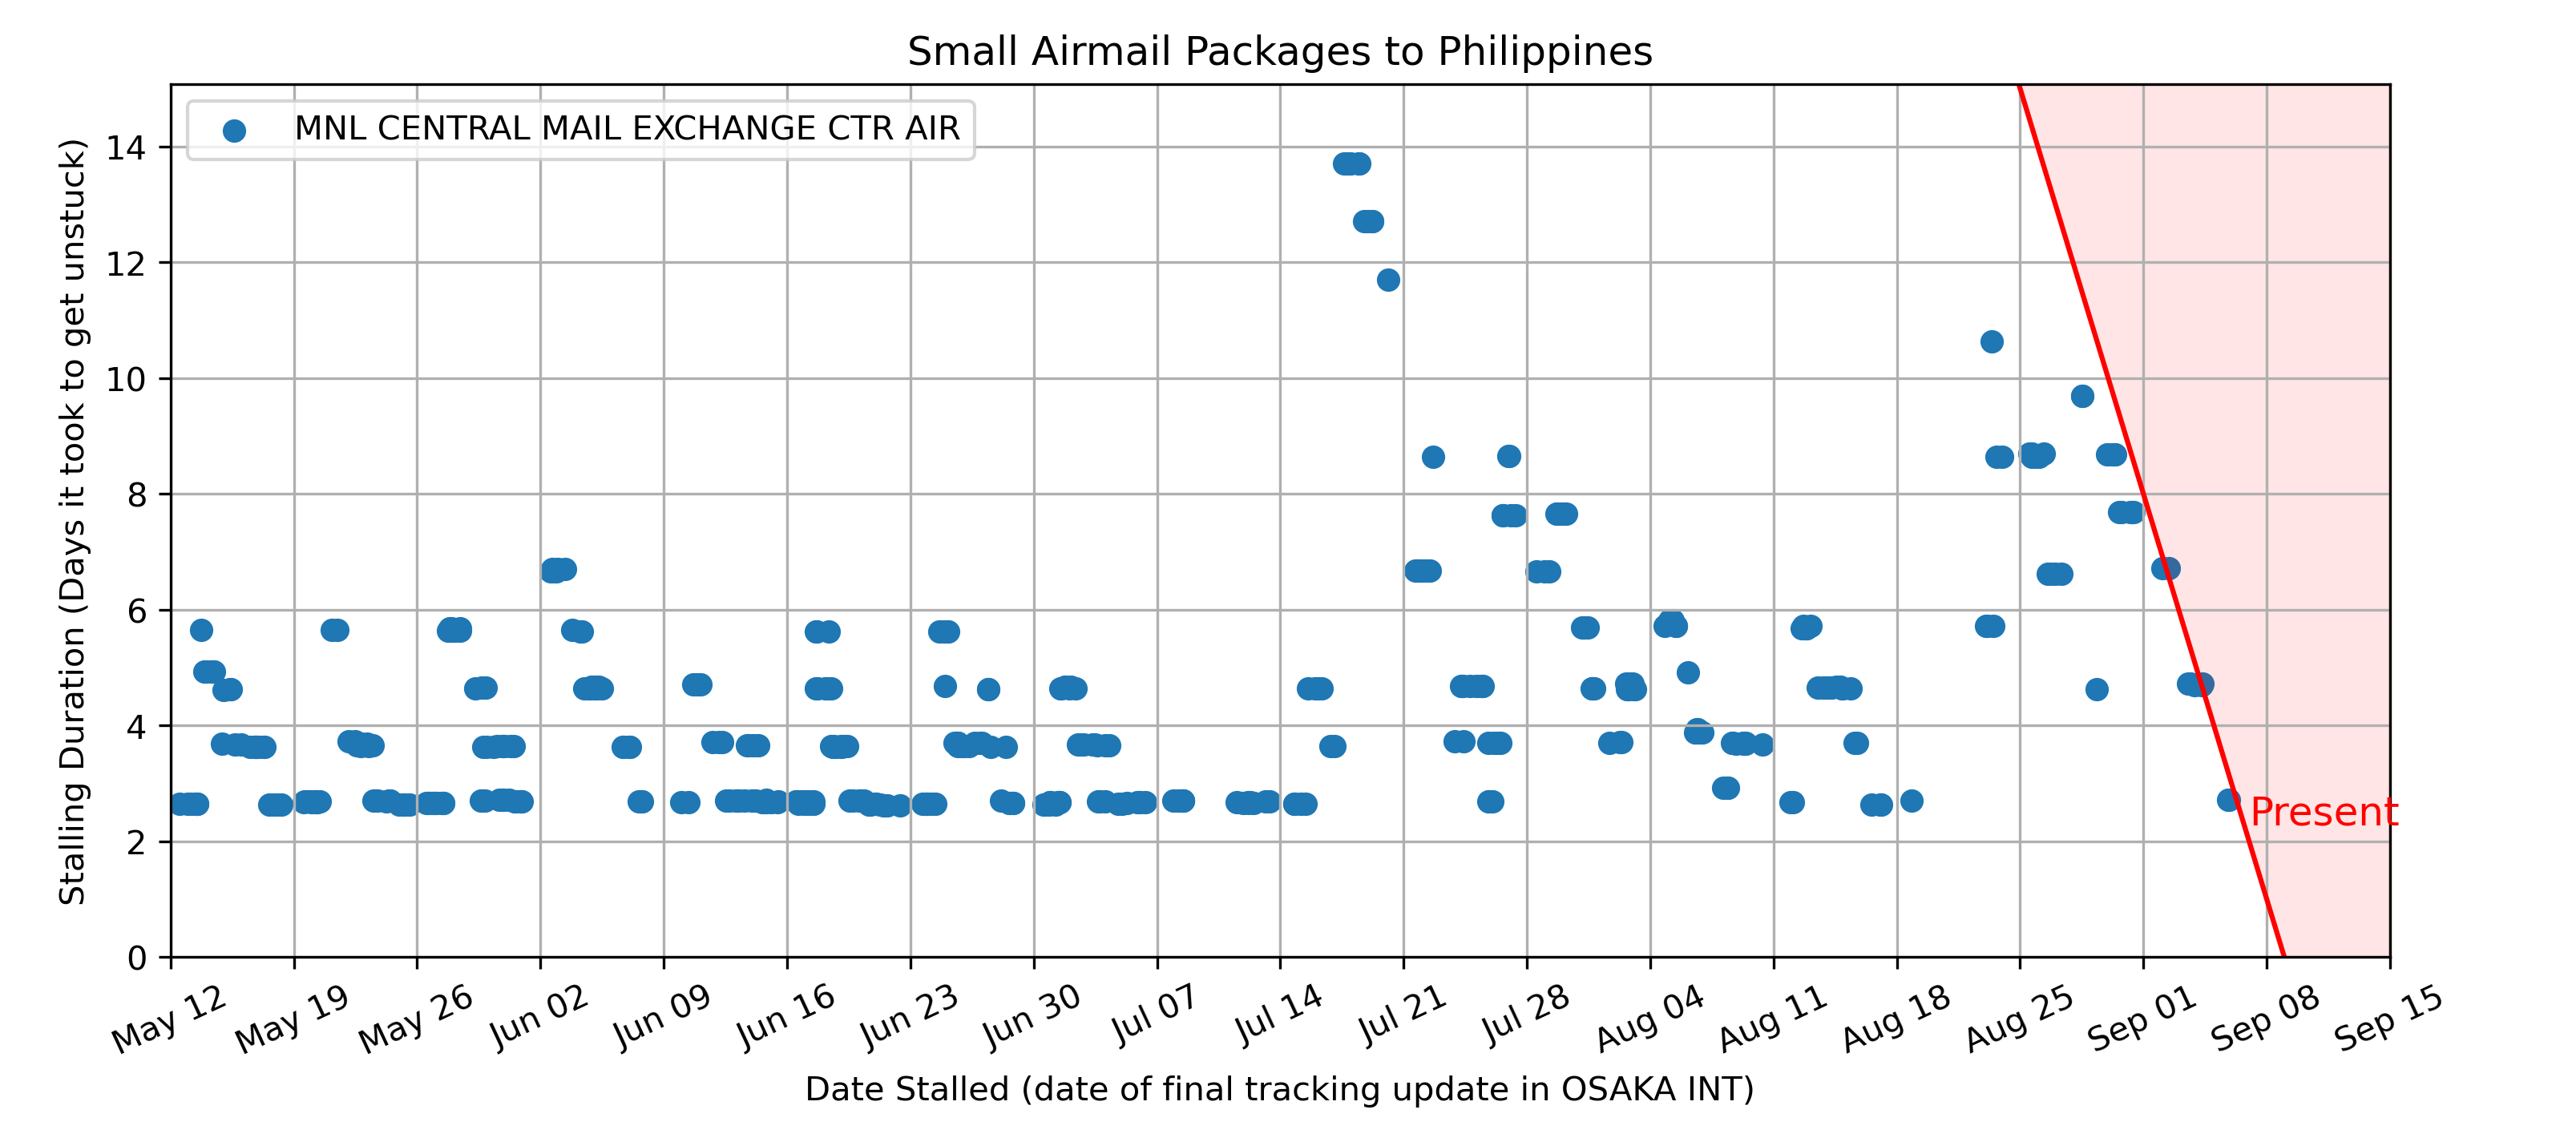 Small Airmail Packages to Philippines
MNL CENTRAL MAIL EXCHANGE CTR AIR
Stalling Duration (Days it took to get unstuck)
14
12
10
8
6
4
2
0
Present
May 12
May 19
May 26
Jun 02
Jun 09
Jun 16
Jun 23
Jun 30
Jul 07
Jul 14
Jul 21
Jul 28
Aug 04
Aug 11
Aug 18
Aug 25
Sep 01
Sep 08
Sep 15
Date Stalled (date of final tracking update in OSAKA INT)